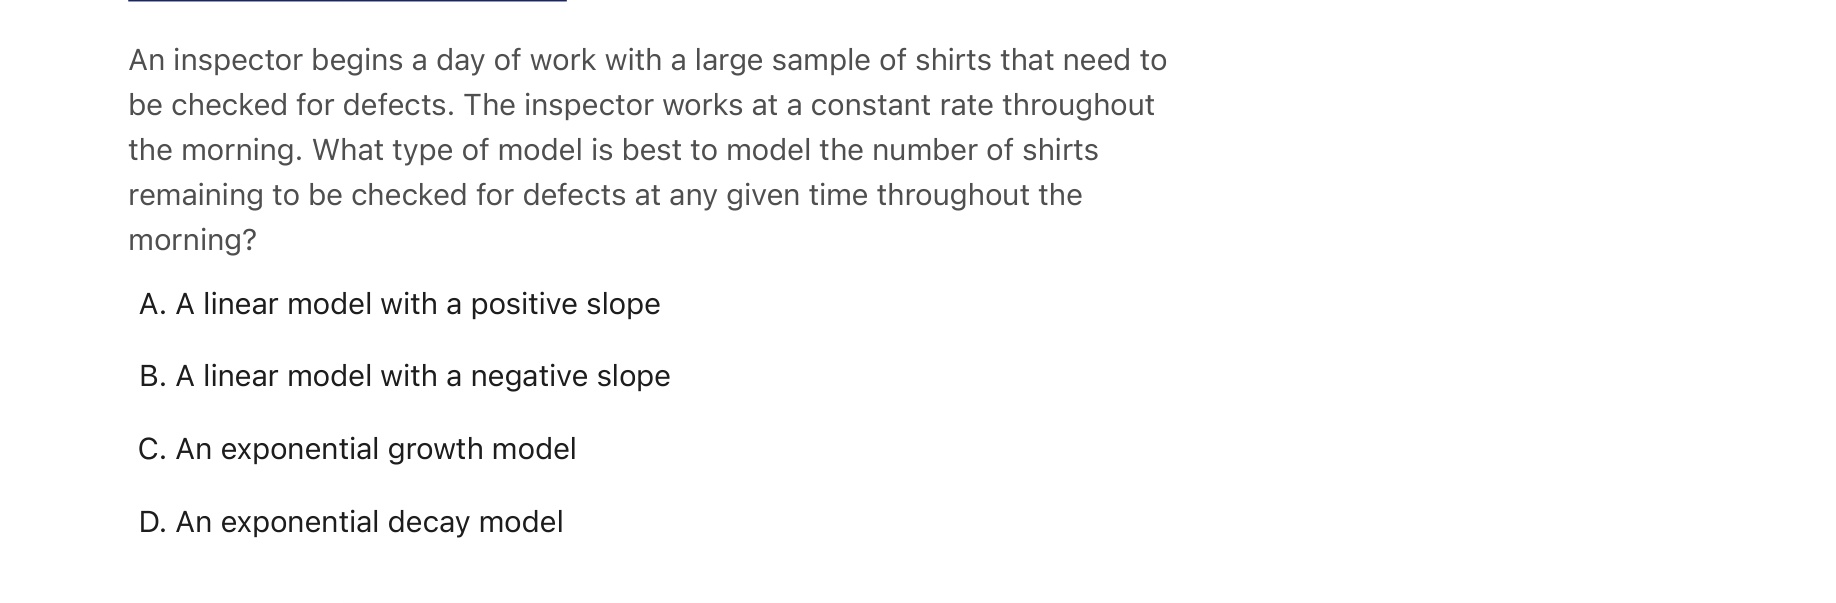 An inspector begins a day of work with a large sample of shirts that need to
be checked for defects. The inspector works at a constant rate throughout
the morning. What type of model is best to model the number of shirts
remaining to be checked for defects at any given time throughout the
morning?
A. A linear model with a positive slope
B. A linear model with a negative slope
C. An exponential growth model
D. An exponential decay model